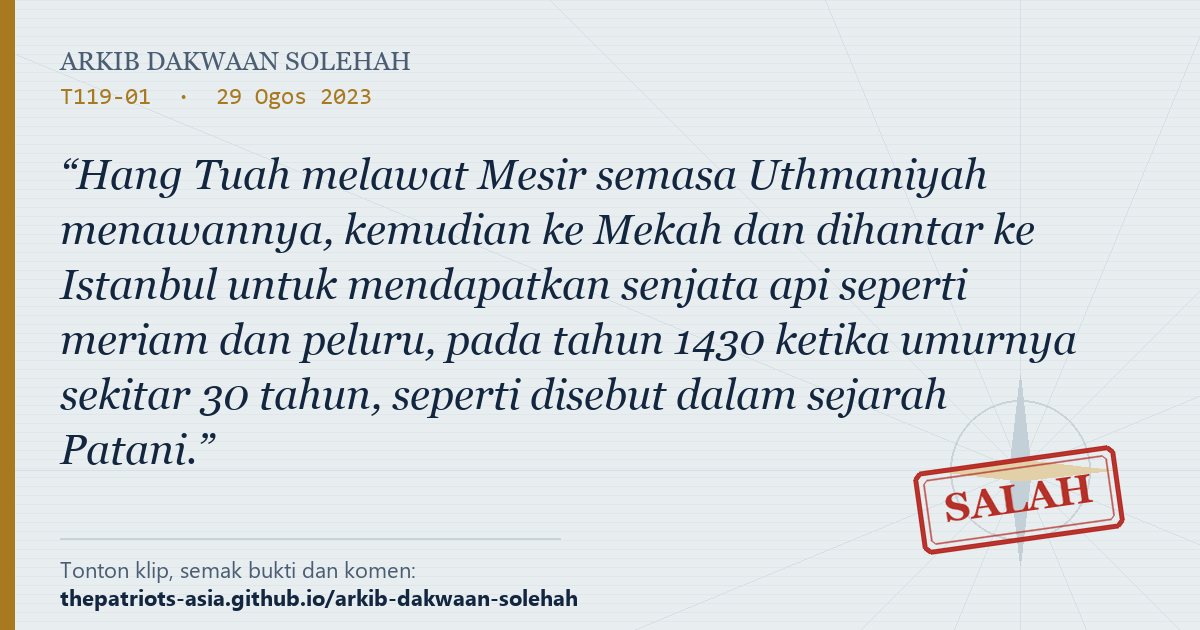 ARKIB DAKWAAN SOLEHAH
T119-01 · 29 Ogos 2023
“Hang Tuah melawat Mesir semasa Uthmaniyah
menawannya, kemudian ke Mekah dan dihantar ke
Istanbul untuk mendapatkan senjata api seperti
meriam dan peluru, pada tahun 1430 ketika umurnya
sekitar 30 tahun, seperti disebut dalam sejarah
Patani.”
SALAH
Tonton klip, semak bukti dan komen:
thepatriots-asia.github.io/arkib-dakwaan-solehah